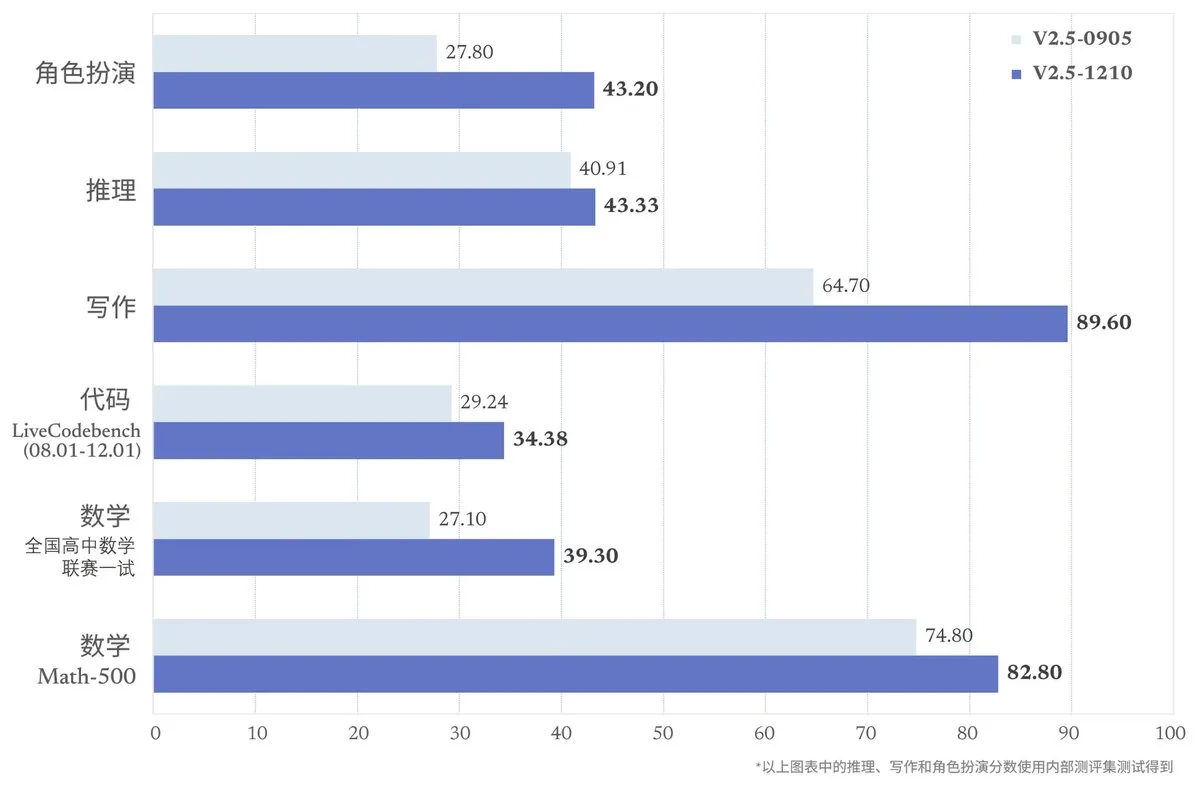 V2.5-0905
V2.5-1210
角色扮演
27.80
43.20
推理
40.91
43.33
写作
64.70
89.60
代码
LiveCodebench
(08.01-12.01)
29.24
34.38
数学
全国高中数学
联赛一试
27.10
39.30
数学
Math-500
74.80
82.80
0 10 20 30 40 50 60 70 80 90 100
*以上图表中的推理、写作和角色扮演分数使用内部测评集测试得到